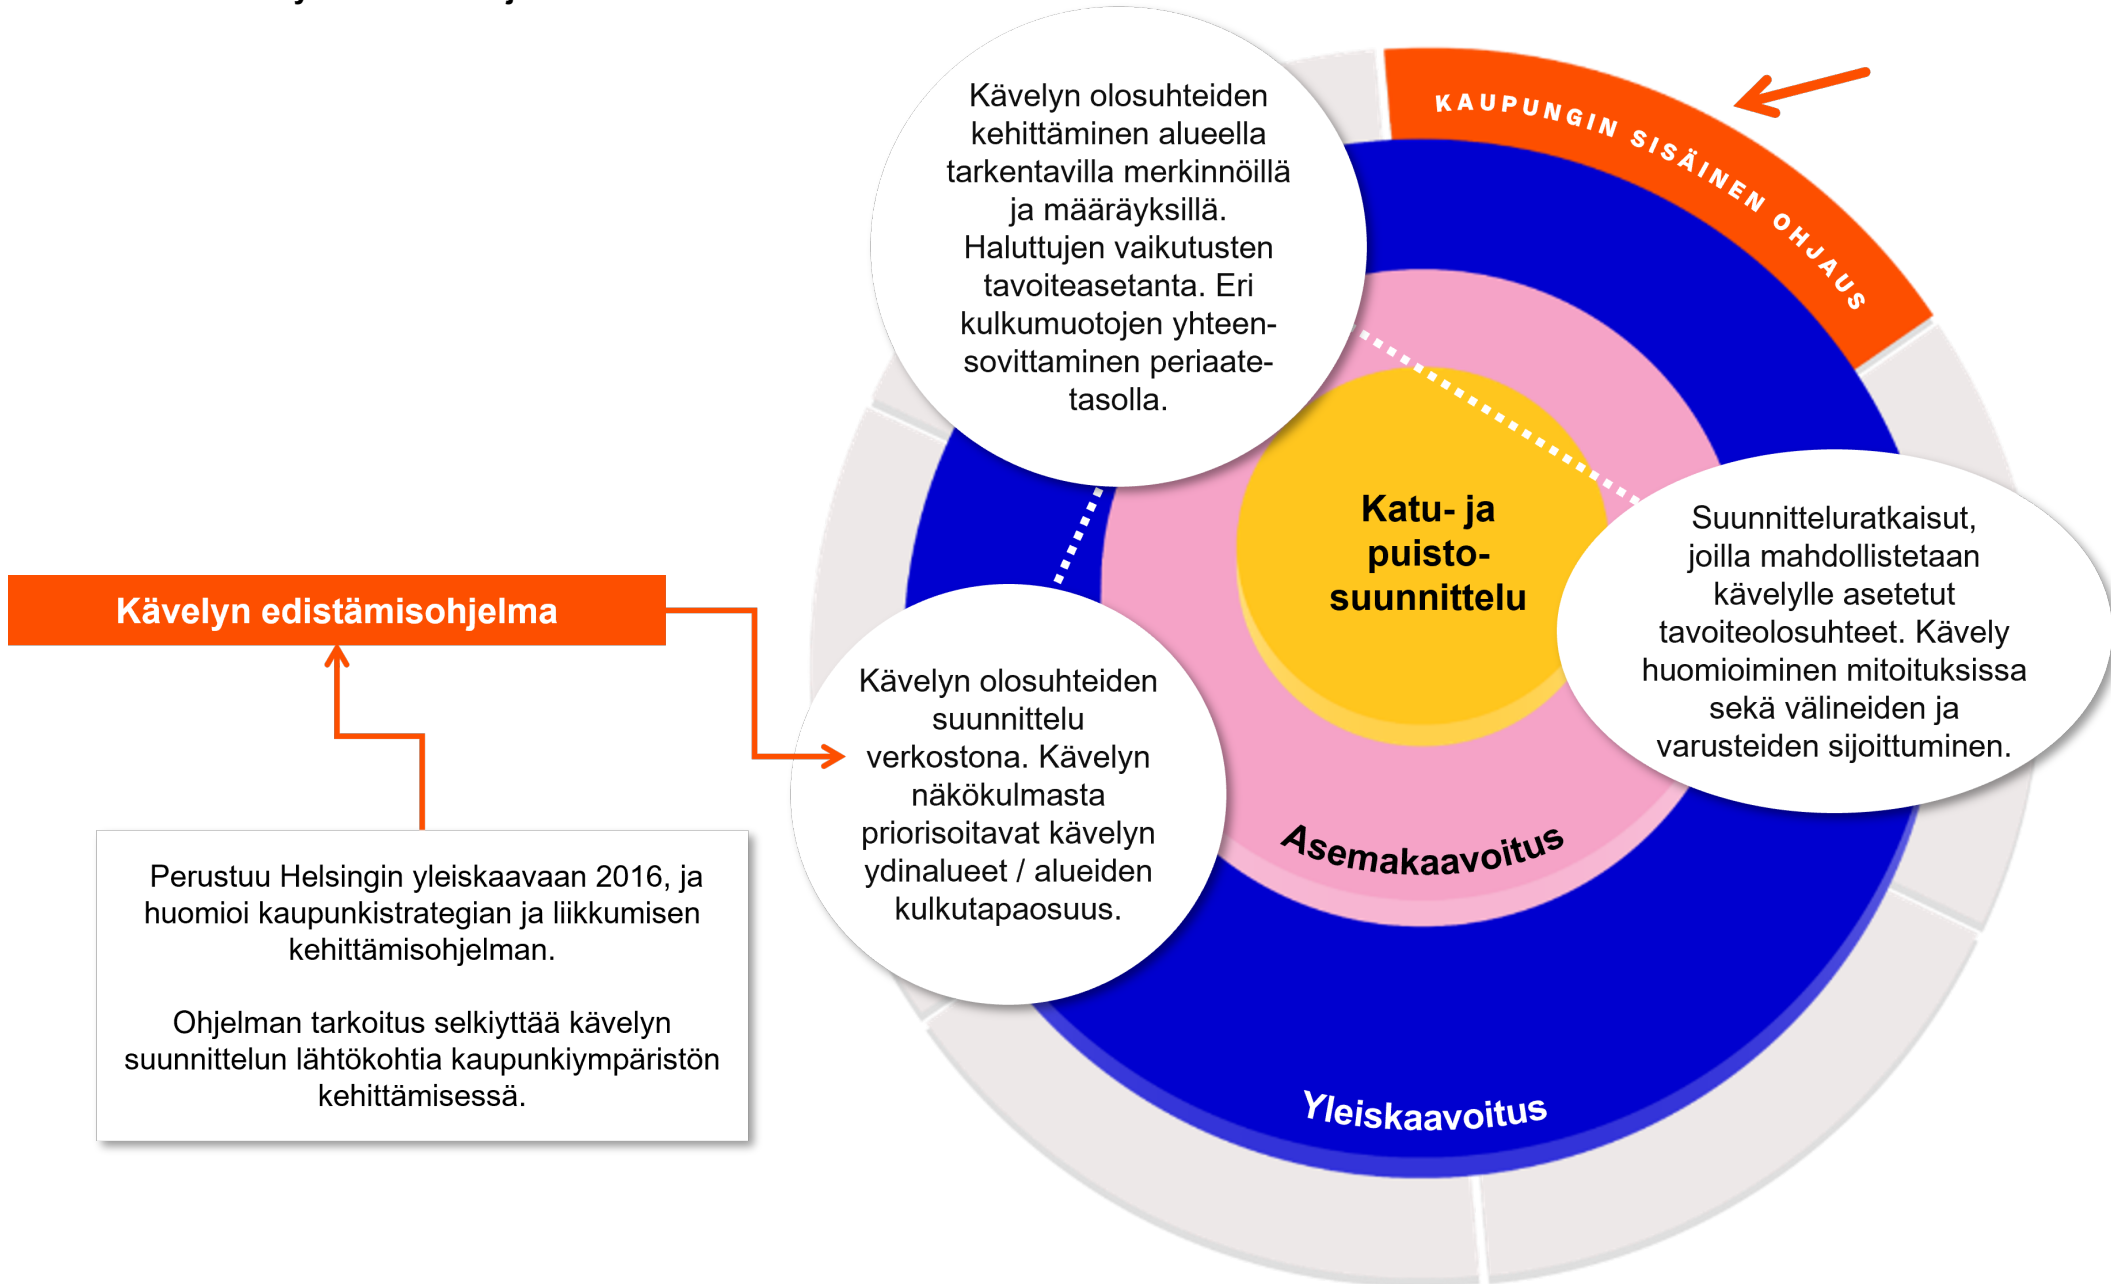 Kävelyn olosuhteiden
kehittäminen alueella
tarkentavilla merkinnöillä
ja määräyksillä.
Haluttujen vaikutusten
tavoiteasetanta. Eri
kulkumuotojen yhteen-
sovittaminen periaate-
tasolla.
KAUPUNGIN SISÄINEN OHJAUS
Katu- ja
puisto-
suunnittelu
Suunnitteluratkaisut,
joilla mahdollistetaan
kävelylle asetetut
tavoiteolosuhteet. Kävely
huomioiminen mitoituksissa
sekä välineiden ja
varusteiden sijoittuminen.
Kävelyn edistämisohjelma
Kävelyn olosuhteiden
suunnittelu
verkostona. Kävelyn
näkökulmasta
priorisoitavat kävelyn
ydinalueet / alueiden
kulkutapaosuus.
Asemakaavoitus
Perustuu Helsingin yleiskaavaan 2016, ja
huomioi kaupunkistrategian ja liikkumisen
kehittämisohjelman.
Ohjelman tarkoitus selkiyttää kävelyn
suunnittelun lähtökohtia kaupunkiympäristön
kehittämisessä.
Yleiskaavoitus